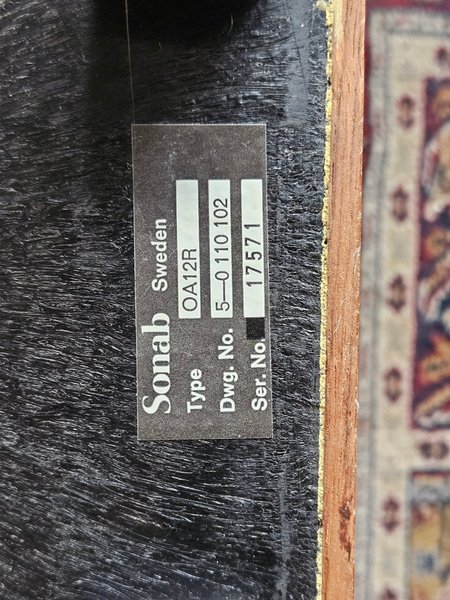 Sonab Sweden
Type OA12R
Dwg. No. 5–0 110 102
Ser. No. 17571